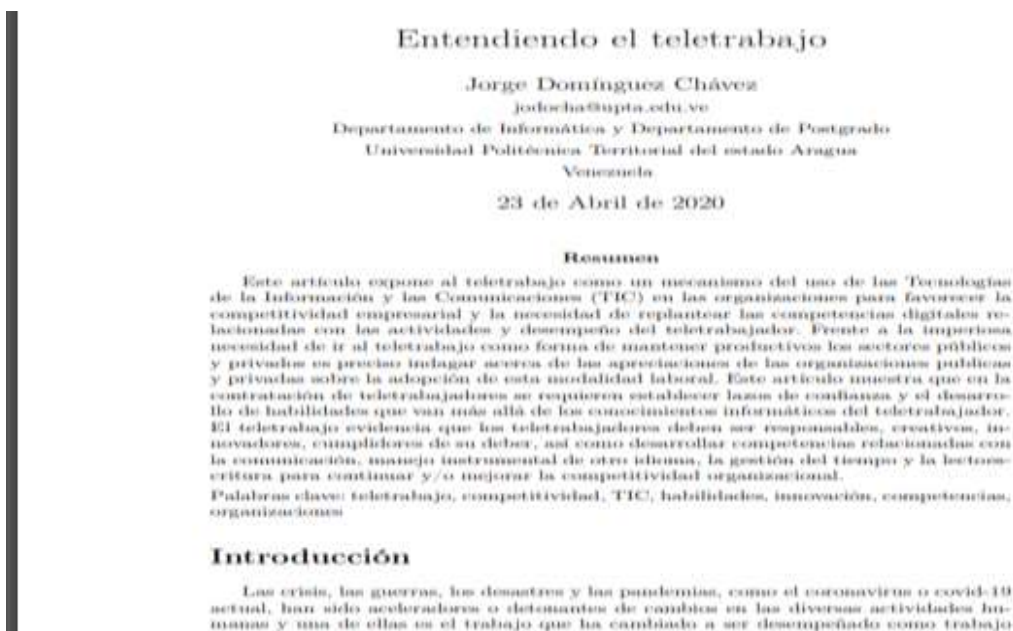 Entendiendo el teletrabajo
Jorge Domínguez Chávez
jodocha@upta.edu.ve
Departamento de Informática y Departamento de Postgrado
Universidad Politécnica Territorial del estado Aragua
Venezuela
23 de Abril de 2020
Resumen
Este artículo expone al teletrabajo como un mecanismo del uso de las Tecnologías
de la Información y las Comunicaciones (TIC) en las organizaciones para favorecer la
competitividad empresarial y la necesidad de replantear las competencias digitales re-
lacionadas con las actividades y desempeño del teletrabajador. Frente a la imperiosa
necesidad de ir al teletrabajo como forma de mantener productivos los sectores públicos
y privados es preciso indagar acerca de las apreciaciones de las organizaciones publicas
y privadas sobre la adopción de esta modalidad laboral. Este artículo muestra que en la
contratación de teletrabajadores se requieren establecer lazos de confianza y el desarro-
llo de habilidades que van más allá de los conocimientos informáticos del teletrabajador.
El teletrabajo evidencia que los teletrabajadores deben ser responsables, creativos, in-
novadores, cumplidores de su deber, así como desarrollar competencias relacionadas con
la comunicación, manejo instrumental de otro idioma, la gestión del tiempo y la lectoes-
critura para continuar y/o mejorar la competitividad organizacional.
Palabras clave: teletrabajo, competitividad, TIC, habilidades, innovación, competencias,
organizaciones
Introducción
Las crisis, las guerras, los desastres y las pandemias, como el coronavirus o covid-19
actual, han sido aceleradores o detonantes de cambios en las diversas actividades hu-
manas y una de ellas es el trabajo que ha cambiado a ser desempeñado como trabajo